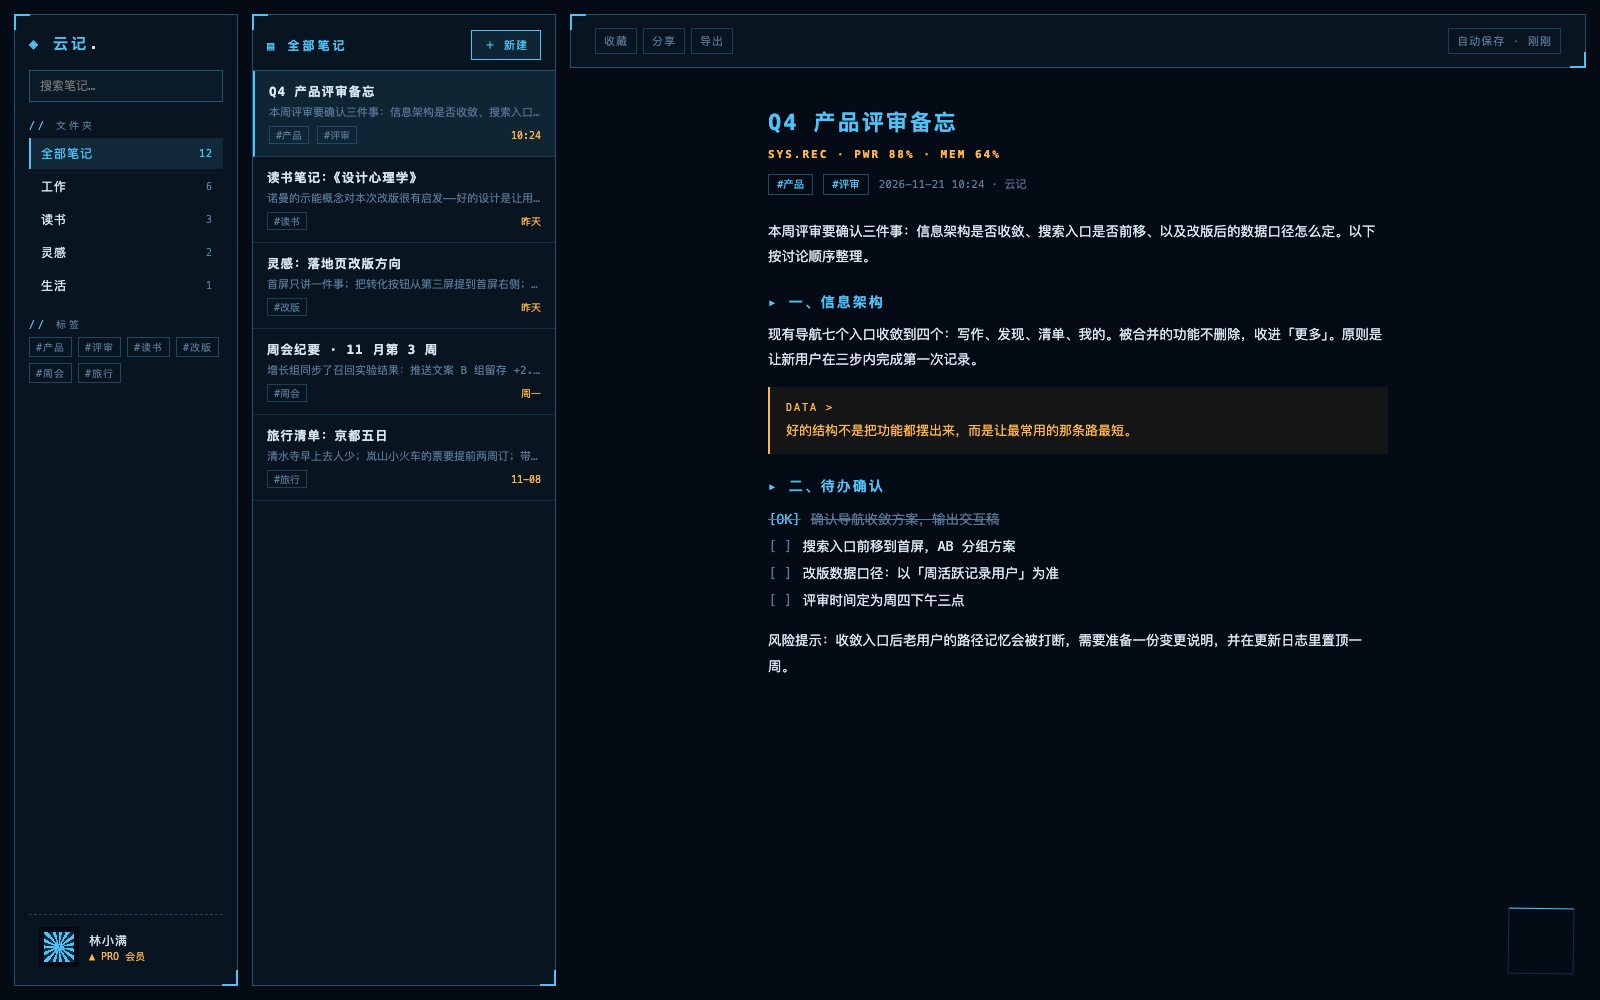 ◆ 云记.
搜索笔记…
// 文件夹
全部笔记 12
工作 6
读书 3
灵感 2
生活 1
// 标签
#产品 #评审 #读书 #改版
#周会 #旅行
林小满
▲ PRO 会员
▤ 全部笔记
＋ 新建
Q4 产品评审备忘
本周评审要确认三件事：信息架构是否收敛、搜索入口…
#产品 #评审 10:24
读书笔记：《设计心理学》
诺曼的示能概念对本次改版很有启发——好的设计是让用…
#读书 昨天
灵感：落地页改版方向
首屏只讲一件事；把转化按钮从第三屏提到首屏右侧；…
#改版 昨天
周会纪要 · 11 月第 3 周
增长组同步了召回实验结果：推送文案 B 组留存 +2.…
#周会 周一
旅行清单：京都五日
清水寺早上去人少；岚山小火车的票要提前两周订；带…
#旅行 11-08
收藏 分享 导出
自动保存 · 刚刚
Q4 产品评审备忘
SYS.REC · PWR 88% · MEM 64%
#产品 #评审 2026-11-21 10:24 · 云记
本周评审要确认三件事：信息架构是否收敛、搜索入口是否前移、以及改版后的数据口径怎么定。以下
按讨论顺序整理。
▸ 一、信息架构
现有导航七个入口收敛到四个：写作、发现、清单、我的。被合并的功能不删除，收进「更多」。原则是
让新用户在三步内完成第一次记录。
DATA >
好的结构不是把功能都摆出来，而是让最常用的那条路最短。
▸ 二、待办确认
[OK] 确认导航收敛方案，输出交互稿
[ ] 搜索入口前移到首屏，AB 分组方案
[ ] 改版数据口径：以「周活跃记录用户」为准
[ ] 评审时间定为周四下午三点
风险提示：收敛入口后老用户的路径记忆会被打断，需要准备一份变更说明，并在更新日志里置顶一
周。